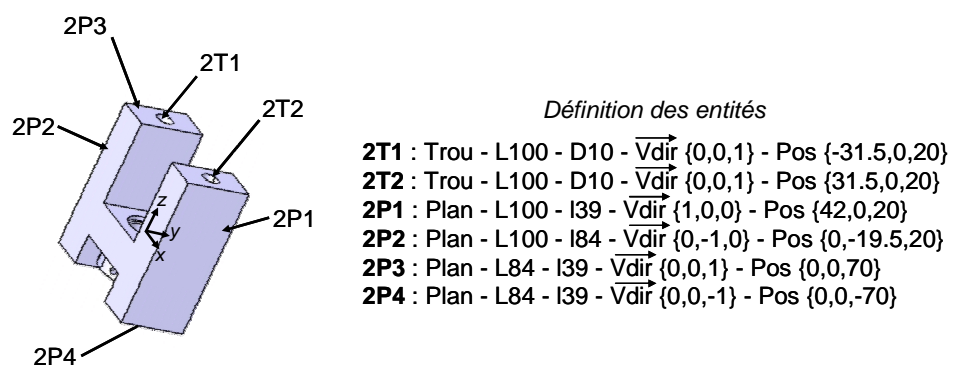 2P3
2T1
2T2
2P2
z
y
x
2P1
2P4
Définition des entités
2T1 : Trou - L100 - D10 - Vdir {0,0,1} - Pos {-31.5,0,20}
2T2 : Trou - L100 - D10 - Vdir {0,0,1} - Pos {31.5,0,20}
2P1 : Plan - L100 - l39 - Vdir {1,0,0} - Pos {42,0,20}
2P2 : Plan - L100 - l84 - Vdir {0,-1,0} - Pos {0,-19.5,20}
2P3 : Plan - L84 - l39 - Vdir {0,0,1} - Pos {0,0,70}
2P4 : Plan - L84 - l39 - Vdir {0,0,-1} - Pos {0,0,-70}